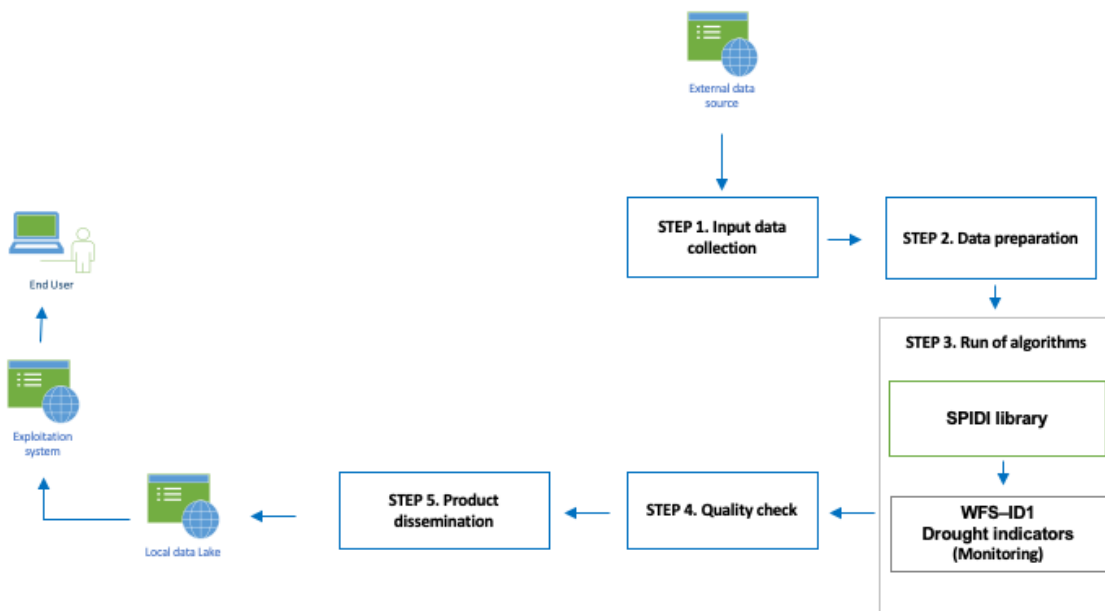 External data
source
STEP 1. Input data
collection
STEP 2. Data preparation
End User
STEP 3. Run of algorithms
SPIDI library
Exploitation
system
STEP 5. Product
dissemination
STEP 4. Quality check
WFS–ID1
Drought indicators
(Monitoring)
Local data Lake